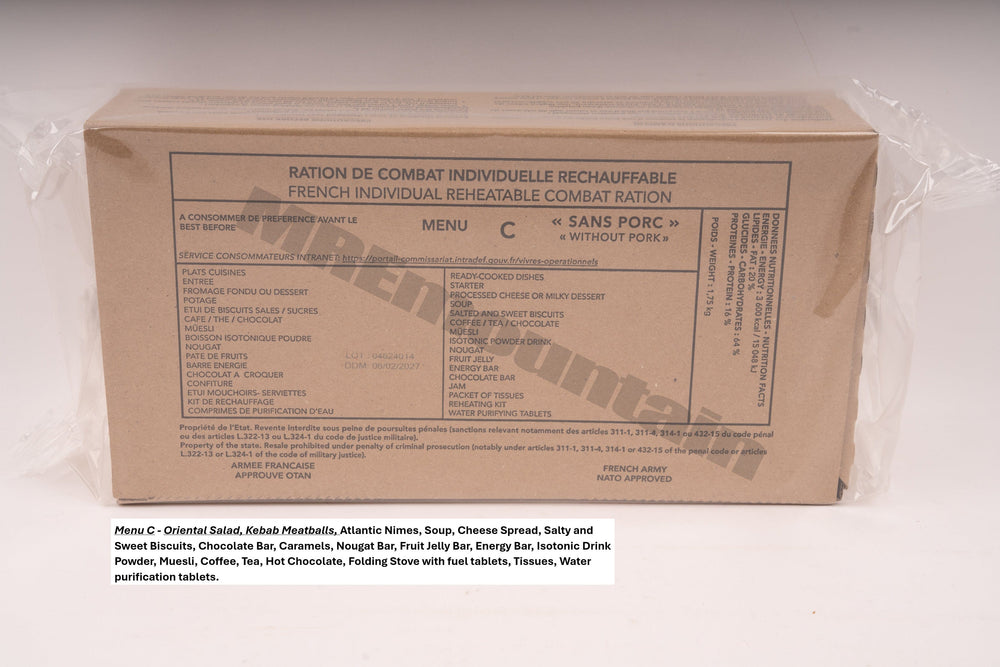 RATION DE COMBAT INDIVIDUELLE RECHAUFFABLE
FRENCH INDIVIDUAL REHEATABLE COMBAT RATION
A CONSOMMER DE PREFERENCE AVANT LE
BEST BEFORE
MENU C
« SANS PORC »
« WITHOUT PORK »
SERVICE CONSOMMATEURS INTRANET: https://portail-commissariat.intradef.gouv.fr/vivres-operationnels
PLATS CUISINES
ENTREE
FROMAGE FONDU OU DESSERT
POTAGE
ETUI DE BISCUITS SALES / SUCRES
CAFE / THE / CHOCOLAT
MÜESLI
BOISSON ISOTONIQUE POUDRE
NOUGAT
PATE DE FRUITS
BARRE ENERGIE
CHOCOLAT A CROQUER
CONFITURE
ETUI MOUCHOIRS- SERVIETTES
KIT DE RECHAUFFAGE
COMPRIMES DE PURIFICATION D'EAU
LOT : 04024014
DDM: 06/02/2027
READY-COOKED DISHES
STARTER
PROCESSED CHEESE OR MILKY DESSERT
SOUP
SALTED AND SWEET BISCUITS
COFFEE / TEA / CHOCOLATE
MÜESLI
ISOTONIC POWDER DRINK
NOUGAT
FRUIT JELLY
ENERGY BAR
CHOCOLATE BAR
JAM
PACKET OF TISSUES
REHEATING KIT
WATER PURIFYING TABLETS
DONNEES NUTRITIONNELLES - NUTRITION FACTS
ENERGIE - ENERGY : 3 600 kcal / 15 048 kJ
LIPIDES - FAT : 20 %
GLUCIDES - CARBOHYDRATES : 64 %
PROTEINES - PROTEIN : 16 %
POIDS - WEIGHT : 1,75 kg
Propriété de l'Etat. Revente interdite sous peine de poursuites pénales (sanctions relevant notamment des articles 311-1, 311-4, 314-1 ou 432-15 du code pénal
ou des articles L.322-13 ou L.324-1 du code de justice militaire).
Property of the state. Resale prohibited under penalty of criminal prosecution (notably under articles 311-1, 311-4, 314-1 or 432-15 of the penal code or articles
L.322-13 or L.324-1 of the code of military justice).
ARMEE FRANCAISE
APPROUVE OTAN
FRENCH ARMY
NATO APPROVED
MREmountain
Menu C - Oriental Salad, Kebab Meatballs, Atlantic Nimes, Soup, Cheese Spread, Salty and
Sweet Biscuits, Chocolate Bar, Caramels, Nougat Bar, Fruit Jelly Bar, Energy Bar, Isotonic Drink
Powder, Muesli, Coffee, Tea, Hot Chocolate, Folding Stove with fuel tablets, Tissues, Water
purification tablets.